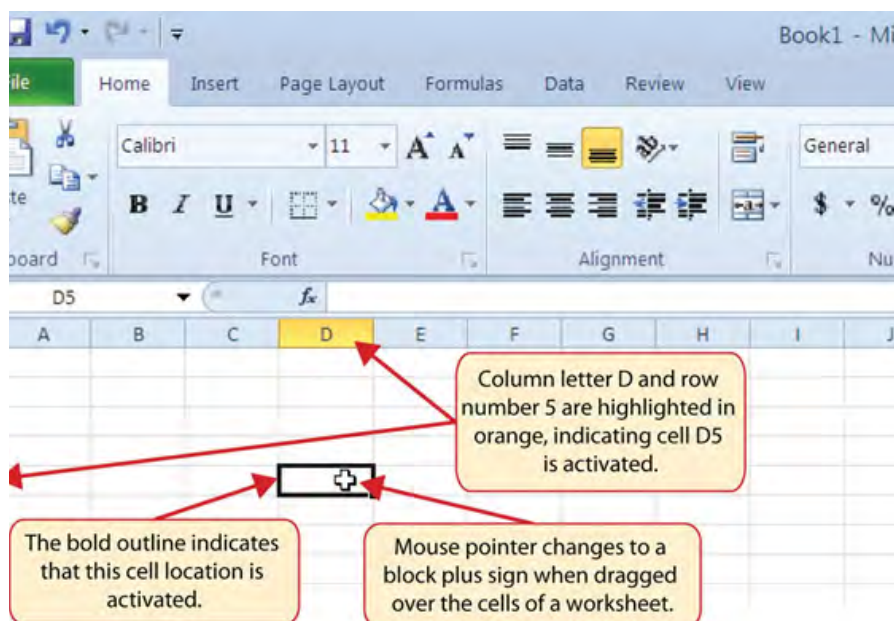 Book1 - Mi
ile
Home Insert Page Layout Formulas Data Review View
Calibri 11 A A General
te B I U A $ %
board Font Alignment Nu
D5 fx
A B C D E F G H I J
Column letter D and row
number 5 are highlighted in
orange, indicating cell D5
is activated.
The bold outline indicates
that this cell location is
activated.
Mouse pointer changes to a
block plus sign when dragged
over the cells of a worksheet.